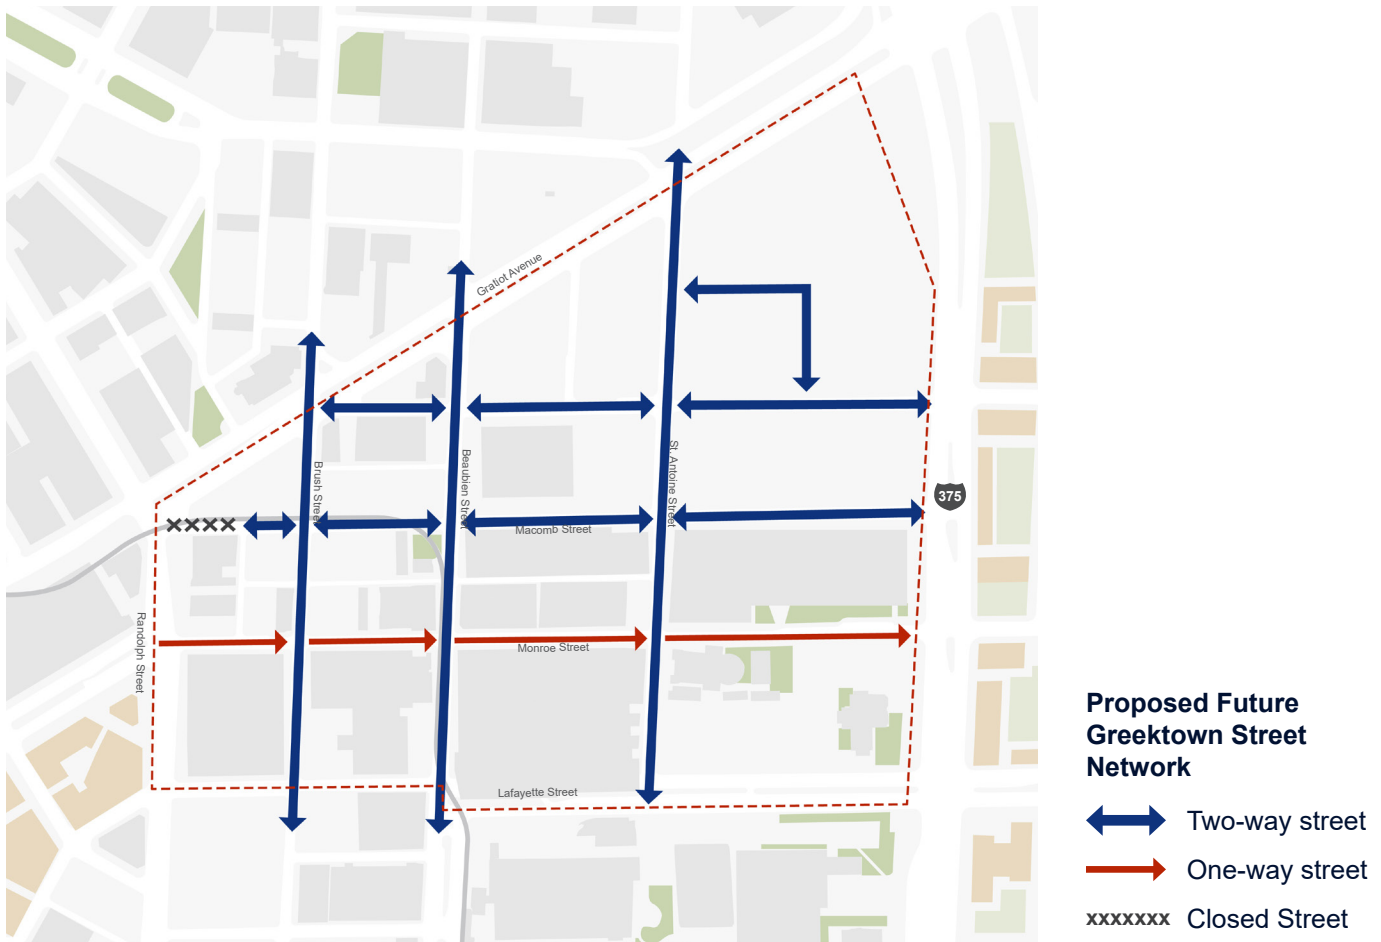 Gratiot Avenue
Brush Street
Beaubien Street
St. Antoine Street
375
Macomb Street
Randolph Street
Monroe Street
Lafayette Street
Proposed Future
Greektown Street
Network
Two-way street
One-way street
xxxxxxx Closed Street